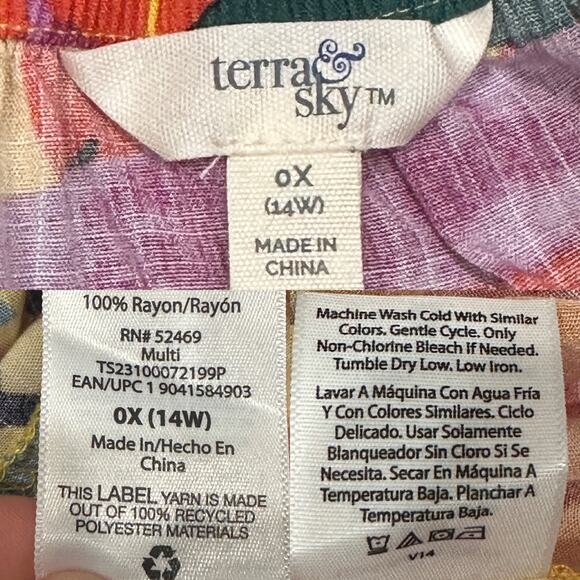 terra&
sky™
0X
(14W)
MADE IN
CHINA
100% Rayon/Rayón
RN# 52469
Multi
TS23100072199P
EAN/UPC 1 9041584903
0X (14W)
Made In/Hecho En
China
THIS LABEL YARN IS MADE
OUT OF 100% RECYCLED
POLYESTER MATERIALS
Machine Wash Cold With Similar
Colors. Gentle Cycle. Only
Non-Chlorine Bleach if Needed.
Tumble Dry Low. Low Iron.
Lavar A Máquina Con Agua Fría
Y Con Colores Similares. Ciclo
Delicado. Usar Solamente
Blanqueador Sin Cloro Si Se
Necesita. Secar En Máquina A
Temperatura Baja. Planchar A
Temperatura Baja.
V14